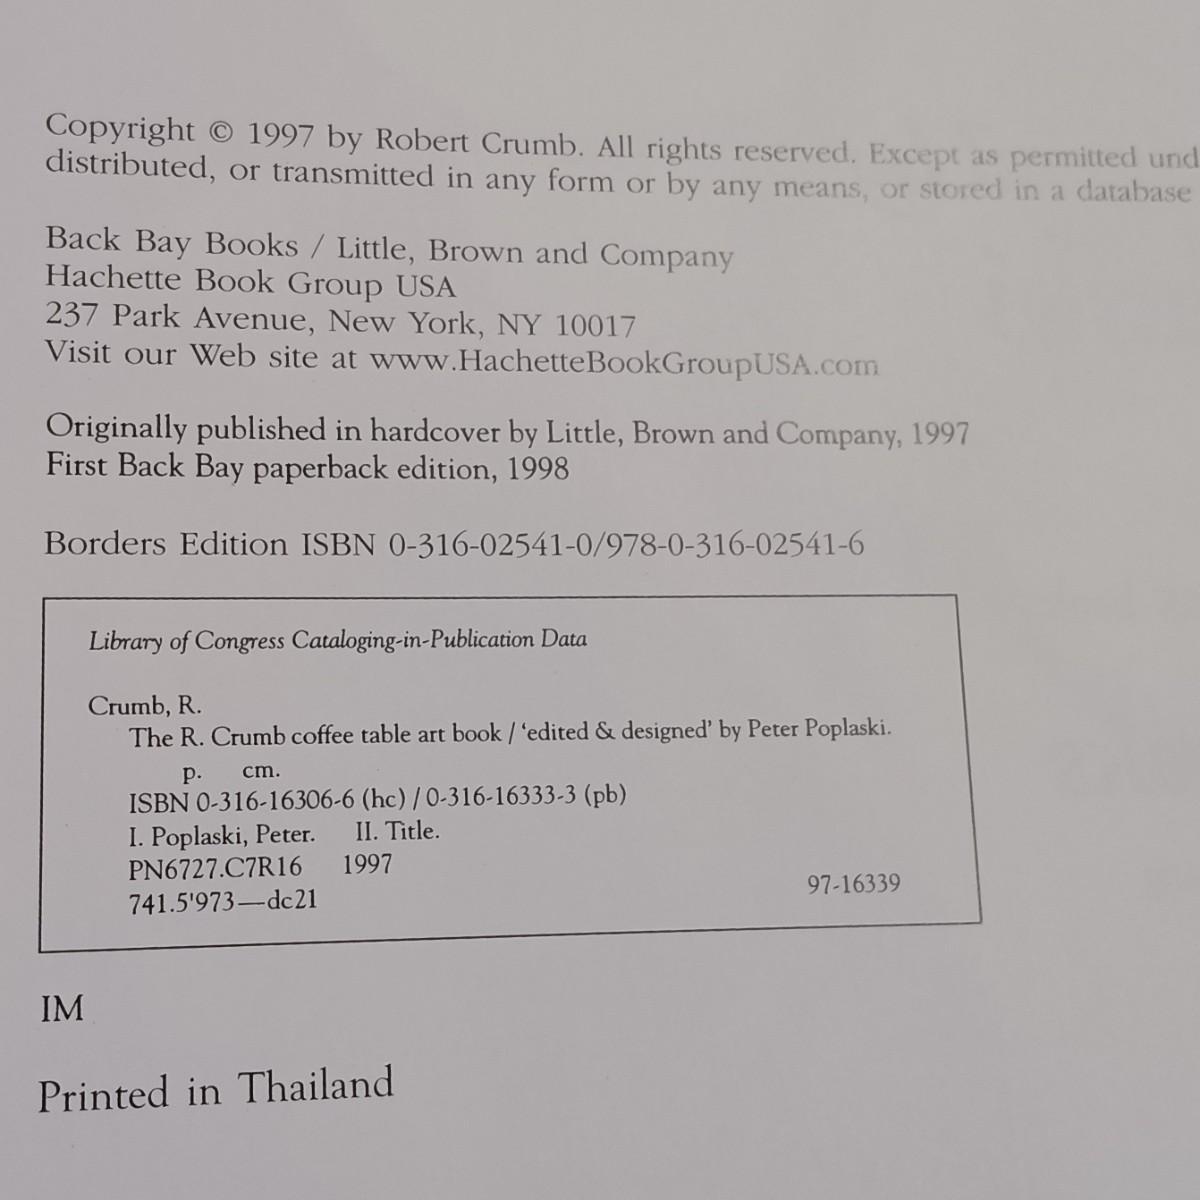 Copyright © 1997 by Robert Crumb. All rights reserved. Except as permitted und
distributed, or transmitted in any form or by any means, or stored in a database
Back Bay Books / Little, Brown and Company
Hachette Book Group USA
237 Park Avenue, New York, NY 10017
Visit our Web site at www.HachetteBookGroupUSA.com
Originally published in hardcover by Little, Brown and Company, 1997
First Back Bay paperback edition, 1998
Borders Edition ISBN 0-316-02541-0/978-0-316-02541-6
Library of Congress Cataloging-in-Publication Data
Crumb, R.
The R. Crumb coffee table art book / ‘edited & designed’ by Peter Poplaski.
p. cm.
ISBN 0-316-16306-6 (hc) / 0-316-16333-3 (pb)
I. Poplaski, Peter. II. Title.
PN6727.C7R16 1997
741.5'973—dc21 97-16339
IM
Printed in Thailand